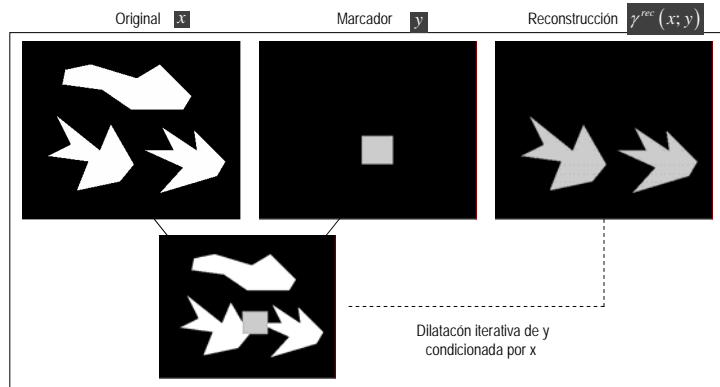 Original x
Marcador y
Reconstrucción γ^rec (x; y)
Dilatacón iterativa de y
condicionada por x